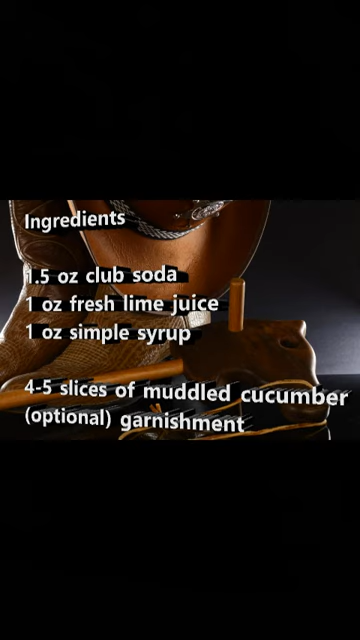 Ingredients
1.5 oz club soda
1 oz fresh lime juice
1 oz simple syrup
4-5 slices of muddled cucumber
(optional) garnishment